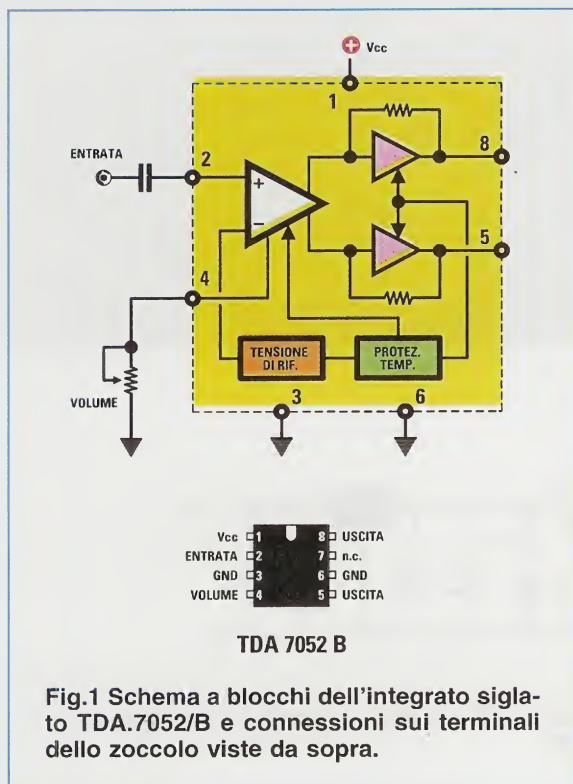 + Vcc
1
ENTRATA
2
8
+
−
5
4
TENSIONE
DI RIF.
PROTEZ.
TEMP.
VOLUME
3
6
Vcc 1
8 USCITA
ENTRATA 2
7 n.c.
GND 3
6 GND
VOLUME 4
5 USCITA
TDA 7052 B
Fig.1 Schema a blocchi dell'integrato sigla-
to TDA.7052/B e connessioni sui terminali
dello zoccolo viste da sopra.